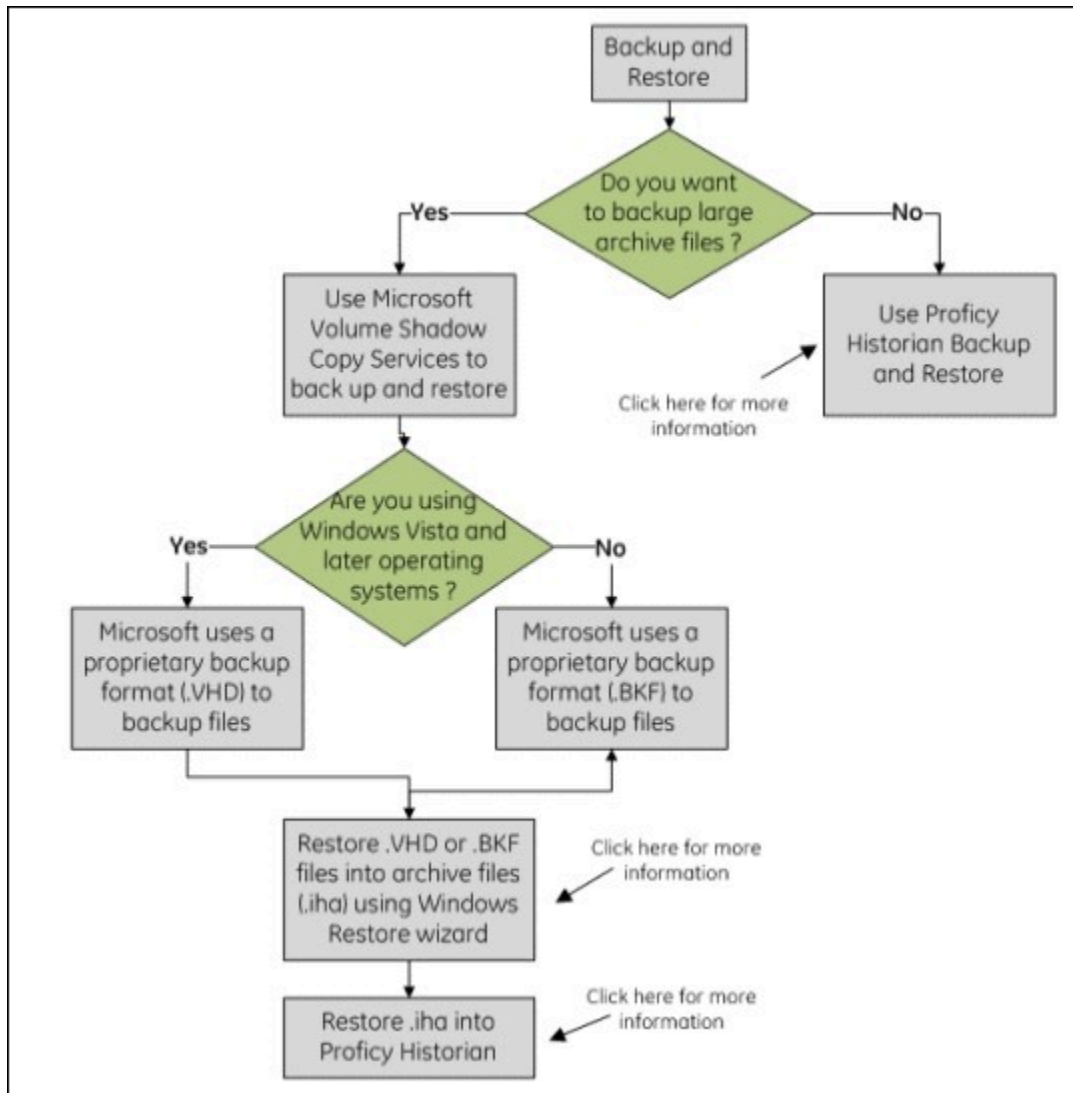 Backup and
Restore
Do you want
to backup large
archive files ?
Yes
No
Use Microsoft
Volume Shadow
Copy Services to
back up and restore
Use Proficy
Historian Backup
and Restore
Click here for more
information
Are you using
Windows Vista and
later operating
systems ?
Yes
No
Microsoft uses a
proprietary backup
format (.VHD) to
backup files
Microsoft uses a
proprietary backup
format (.BKF) to
backup files
Restore .VHD or .BKF
files into archive files
(.iha) using Windows
Restore wizard
Click here for more
information
Restore .iha into
Proficy Historian
Click here for more
information